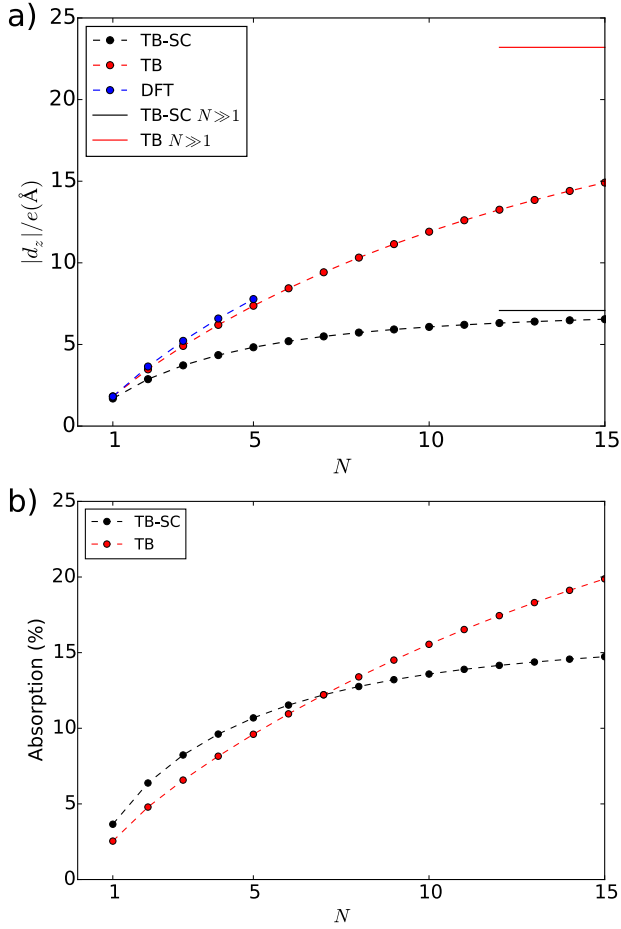 a)
25
20
15
10
5
0
|d_z|/e(Å)
TB-SC
TB
DFT
TB-SC N≫1
TB N≫1
1 5 10 15
N
b)
25
20
15
10
5
0
Absorption (%)
TB-SC
TB
1 5 10 15
N